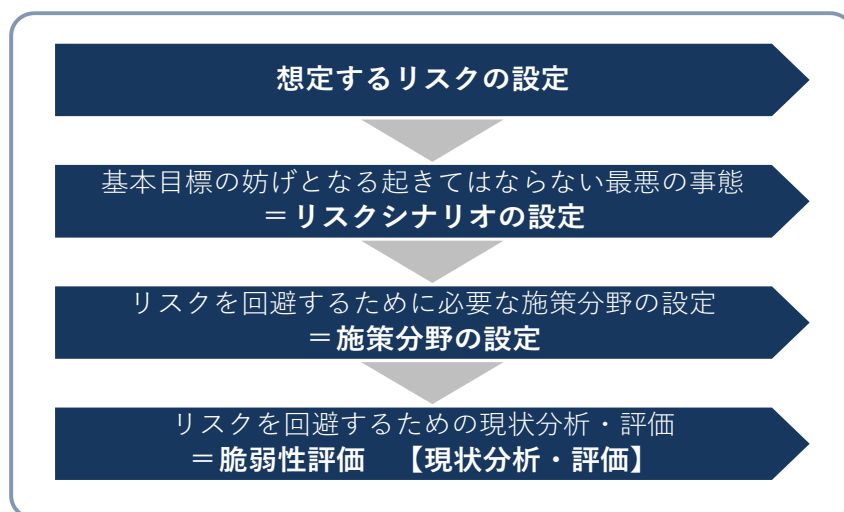 想定するリスクの設定
基本目標の妨げとなる起きてはならない最悪の事態
＝リスクシナリオの設定
リスクを回避するために必要な施策分野の設定
＝施策分野の設定
リスクを回避するための現状分析・評価
＝脆弱性評価　【現状分析・評価】